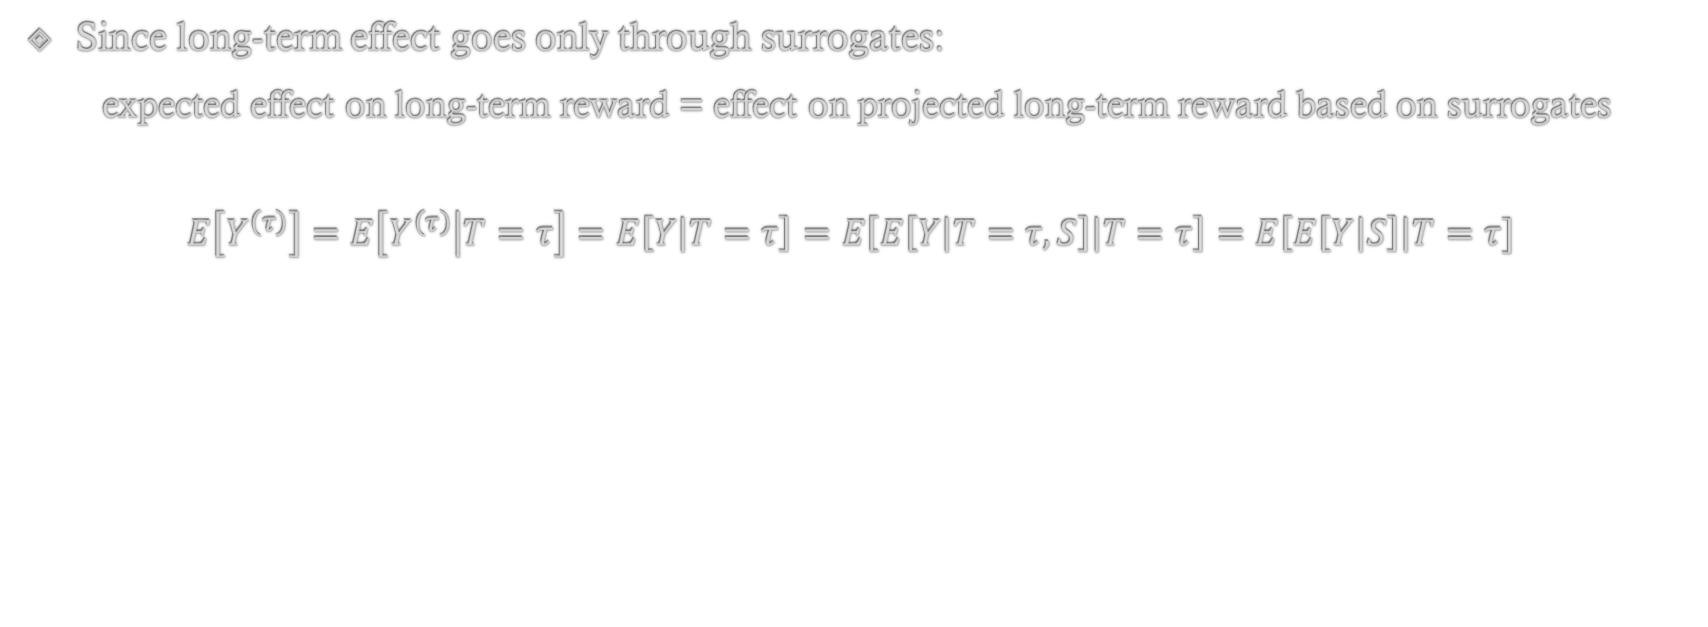 ❖ Since long-term effect goes only through surrogates:
expected effect on long-term reward = effect on projected long-term reward based on surrogates
E[Y^(τ)] = E[Y^(τ)|T = τ] = E[Y|T = τ] = E[E[Y|T = τ, S]|T = τ] = E[E[Y|S]|T = τ]